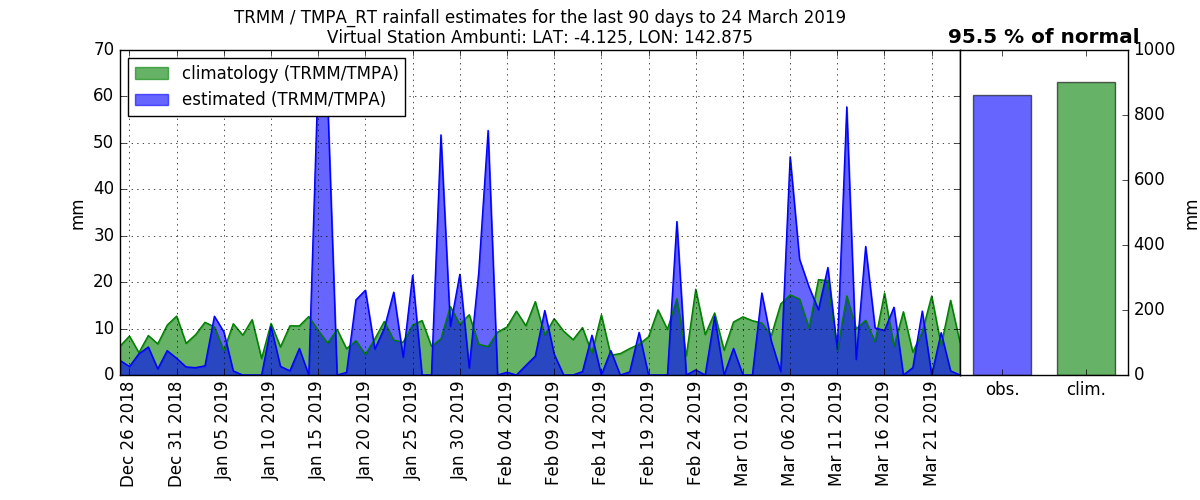 TRMM / TMPA_RT rainfall estimates for the last 90 days to 24 March 2019
Virtual Station Ambunti: LAT: -4.125, LON: 142.875
95.5 % of normal
climatology (TRMM/TMPA)
estimated (TRMM/TMPA)
70
60
50
40
30
20
10
0
mm
Dec 26 2018
Dec 31 2018
Jan 05 2019
Jan 10 2019
Jan 15 2019
Jan 20 2019
Jan 25 2019
Jan 30 2019
Feb 04 2019
Feb 09 2019
Feb 14 2019
Feb 19 2019
Feb 24 2019
Mar 01 2019
Mar 06 2019
Mar 11 2019
Mar 16 2019
Mar 21 2019
obs.
clim.
1000
800
600
400
200
0
mm